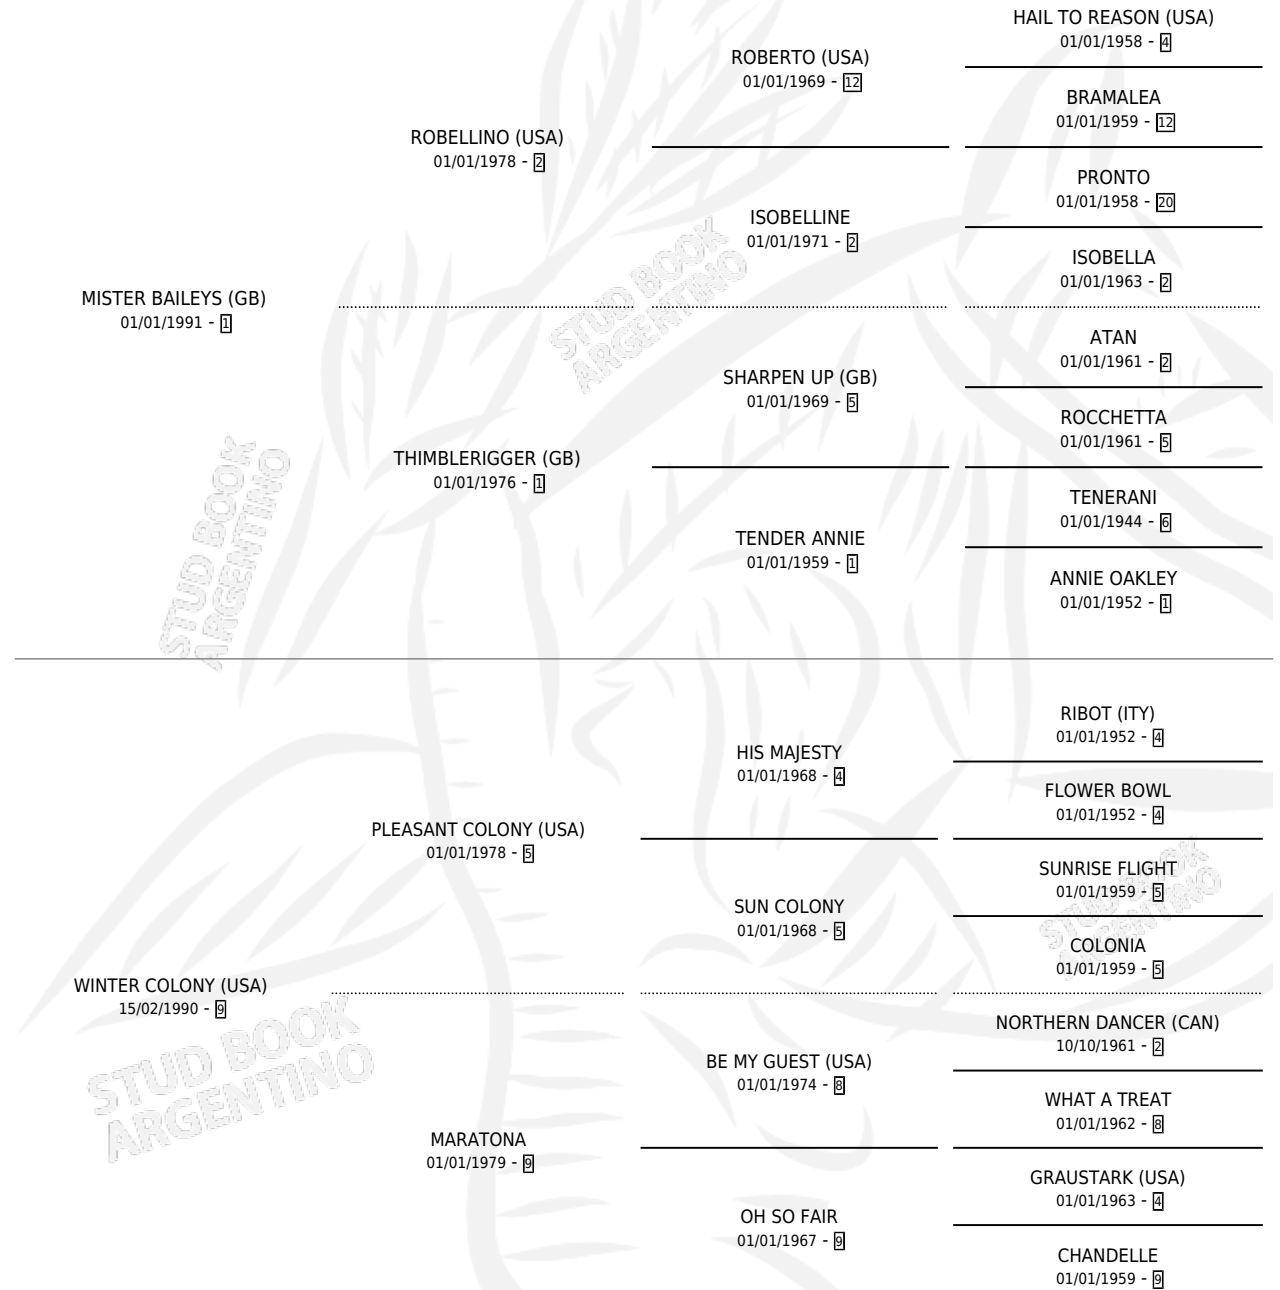 HAIL TO REASON (USA)
01/01/1958 - 4
ROBERTO (USA)
01/01/1969 - 12
BRAMALEA
01/01/1959 - 12
ROBELLINO (USA)
01/01/1978 - 2
PRONTO
01/01/1958 - 20
ISOBELLINE
01/01/1971 - 2
ISOBELLA
01/01/1963 - 2
MISTER BAILEYS (GB)
01/01/1991 - 1
ATAN
01/01/1961 - 2
SHARPEN UP (GB)
01/01/1969 - 5
ROCCHETTA
01/01/1961 - 5
THIMBLERIGGER (GB)
01/01/1976 - 1
TENERANI
01/01/1944 - 6
TENDER ANNIE
01/01/1959 - 1
ANNIE OAKLEY
01/01/1952 - 1
RIBOT (ITY)
01/01/1952 - 4
HIS MAJESTY
01/01/1968 - 4
FLOWER BOWL
01/01/1952 - 4
PLEASANT COLONY (USA)
01/01/1978 - 5
SUNRISE FLIGHT
01/01/1959 - 5
SUN COLONY
01/01/1968 - 5
COLONIA
01/01/1959 - 5
WINTER COLONY (USA)
15/02/1990 - 9
NORTHERN DANCER (CAN)
10/10/1961 - 2
BE MY GUEST (USA)
01/01/1974 - 8
WHAT A TREAT
01/01/1962 - 8
MARATONA
01/01/1979 - 9
GRAUSTARK (USA)
01/01/1963 - 4
OH SO FAIR
01/01/1967 - 9
CHANDELLE
01/01/1959 - 9
STUD BOOK
ARGENTINO
STUD BOOK
ARGENTINO
STUD BOOK
ARGENTINO
STUD BOOK
ARGENTINO